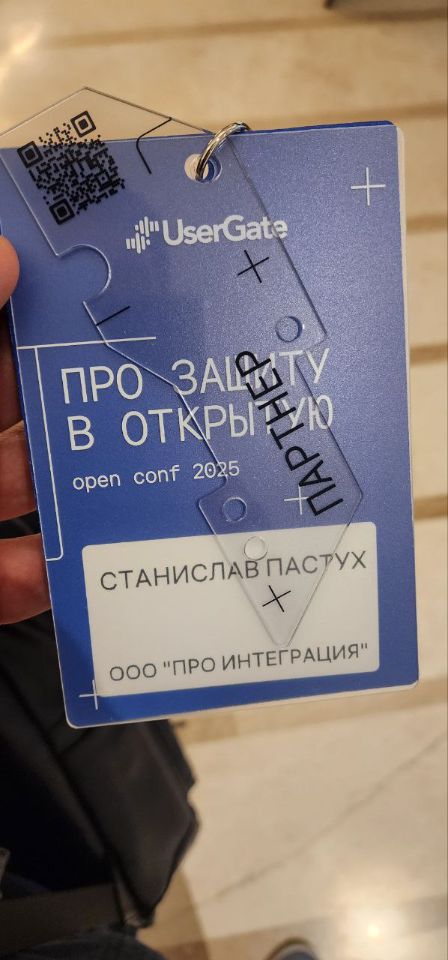 UserGate
ПРО ЗАЩИТУ
В ОТКРЫТУЮ
open conf 2025
ПАРТНЕР
СТАНИСЛАВ ПАСТУХ
ООО "ПРО ИНТЕГРАЦИЯ"